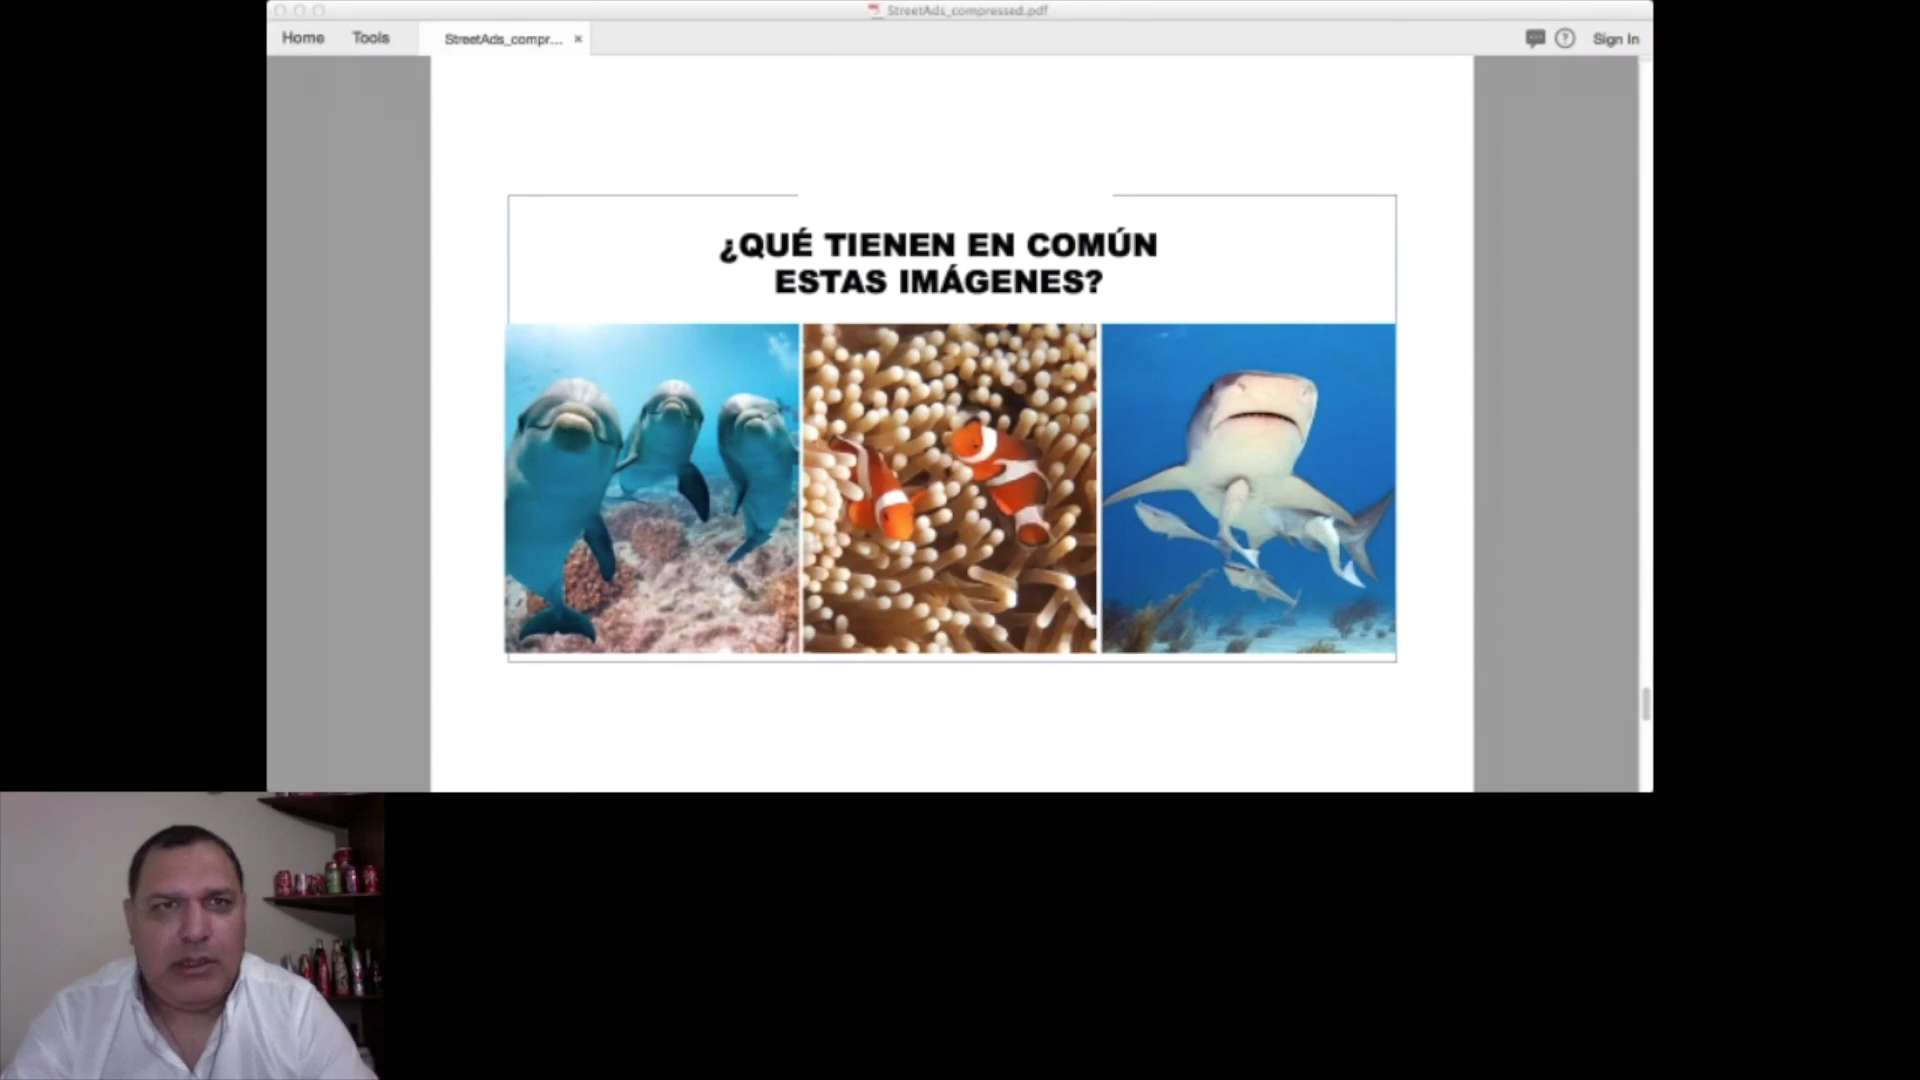 StreetAds_compressed.pdf
Home Tools StreetAds_compr... × ? Sign In
¿QUÉ TIENEN EN COMÚN
ESTAS IMÁGENES?